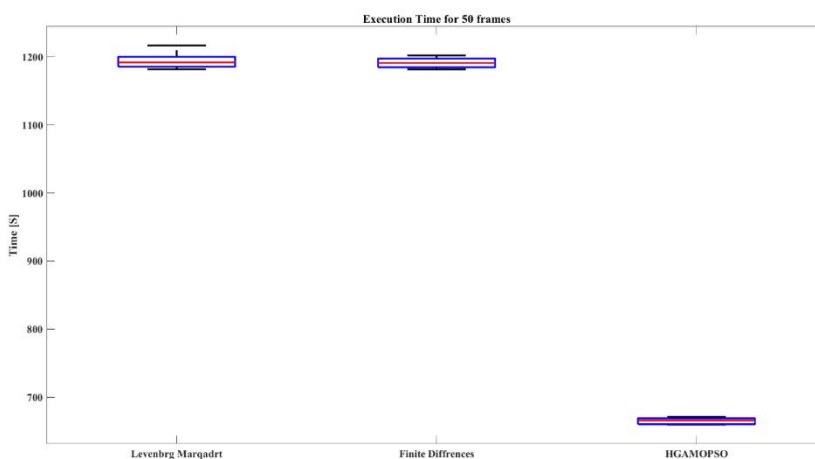 Execution Time for 50 frames
1200
1100
1000
900
800
700
Time [S]
Levenbrg Marqadrt
Finite Diffrences
HGAMOPSO